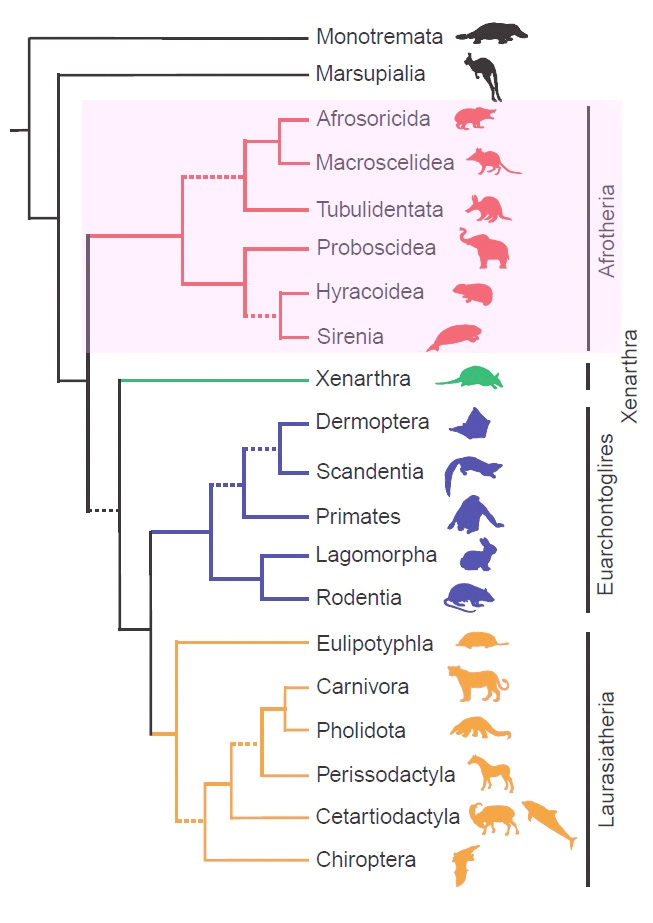 Monotremata
Marsupialia
Afrosoricida
Macroscelidea
Tubulidentata
Proboscidea
Hyracoidea
Sirenia
Afrotheria
Xenarthra
Xenarthra
Dermoptera
Scandentia
Primates
Lagomorpha
Rodentia
Euarchontoglires
Eulipotyphla
Carnivora
Pholidota
Perissodactyla
Cetartiodactyla
Chiroptera
Laurasiatheria